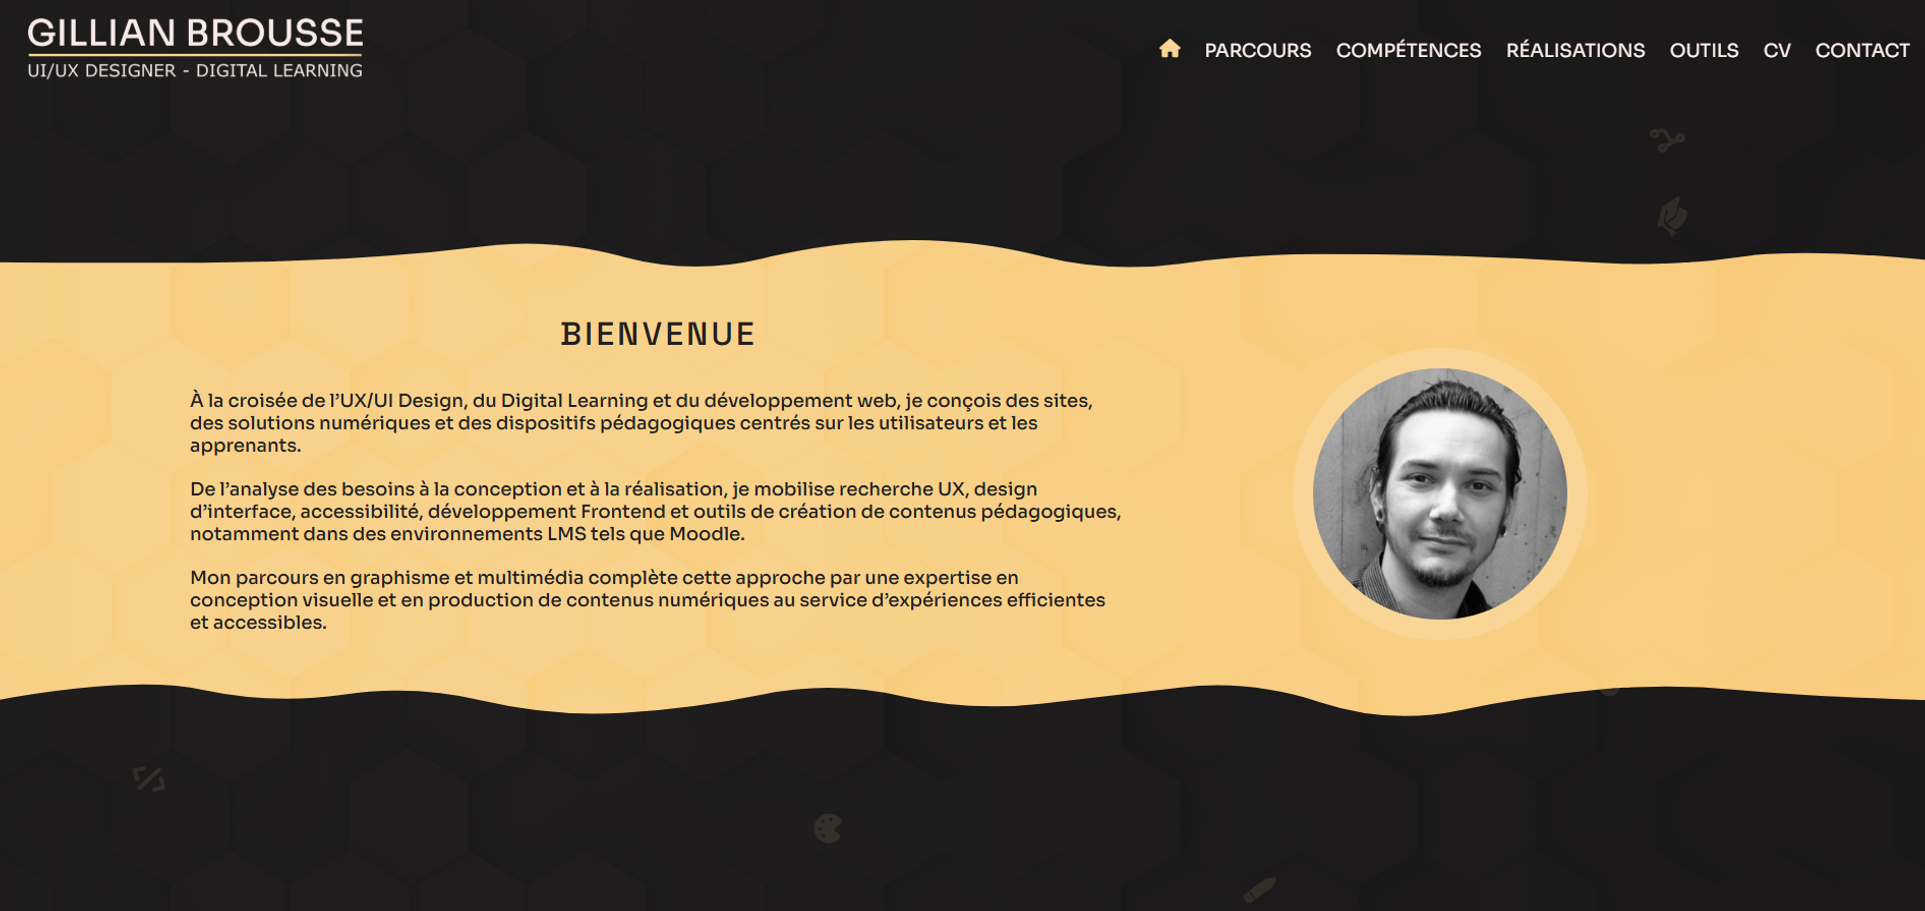 GILLIAN BROUSSE
UI/UX DESIGNER - DIGITAL LEARNING
PARCOURS COMPÉTENCES RÉALISATIONS OUTILS CV CONTACT
BIENVENUE
À la croisée de l’UX/UI Design, du Digital Learning et du développement web, je conçois des sites,
des solutions numériques et des dispositifs pédagogiques centrés sur les utilisateurs et les
apprenants.
De l’analyse des besoins à la conception et à la réalisation, je mobilise recherche UX, design
d’interface, accessibilité, développement Frontend et outils de création de contenus pédagogiques,
notamment dans des environnements LMS tels que Moodle.
Mon parcours en graphisme et multimédia complète cette approche par une expertise en
conception visuelle et en production de contenus numériques au service d’expériences efficientes
et accessibles.